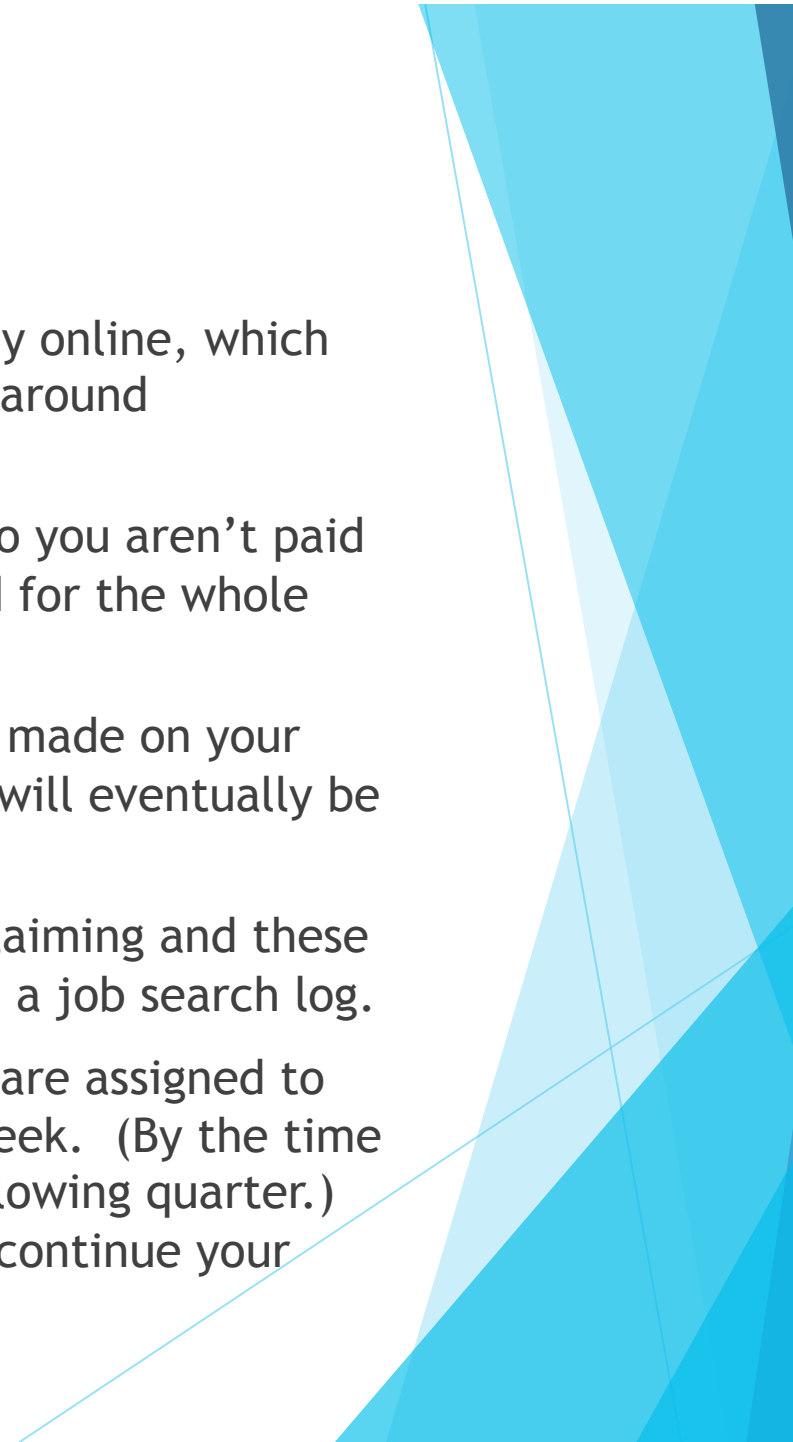 y online, which
around
o you aren’t paid
for the whole
made on your
will eventually be
aiming and these
a job search log.
are assigned to
eek. (By the time
lowing quarter.)
continue your